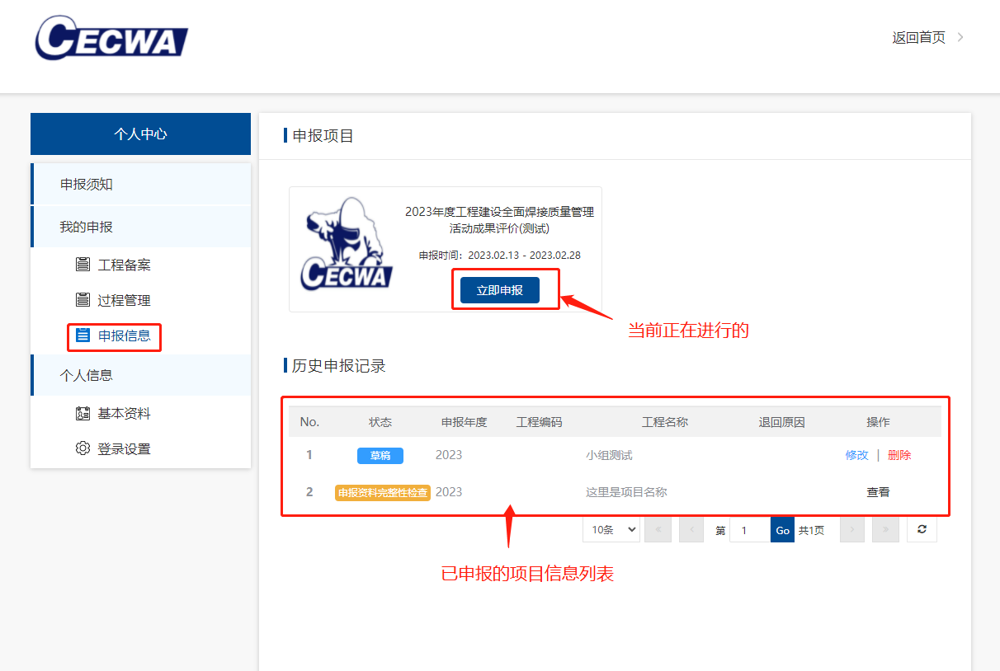 CECWA
返回首页
个人中心
申报须知
我的申报
工程备案
过程管理
申报信息
个人信息
基本资料
登录设置
申报项目
CECWA
2023年度工程建设全面焊接质量管理
活动成果评价(测试)
申报时间：2023.02.13 - 2023.02.28
立即申报
当前正在进行的
历史申报记录
No. 状态 申报年度 工程编码 工程名称 退回原因 操作
1 草稿 2023 小组测试 修改 | 删除
2 申报资料完整性检查 2023 这里是项目名称 查看
10条 « ‹ 第 1 Go 共1页 › »
已申报的项目信息列表